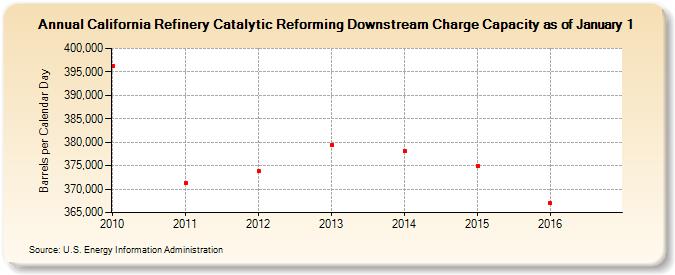 Annual California Refinery Catalytic Reforming Downstream Charge Capacity as of January 1
Barrels per Calendar Day
400,000
395,000
390,000
385,000
380,000
375,000
370,000
365,000
2010 2011 2012 2013 2014 2015 2016
Source: U.S. Energy Information Administration